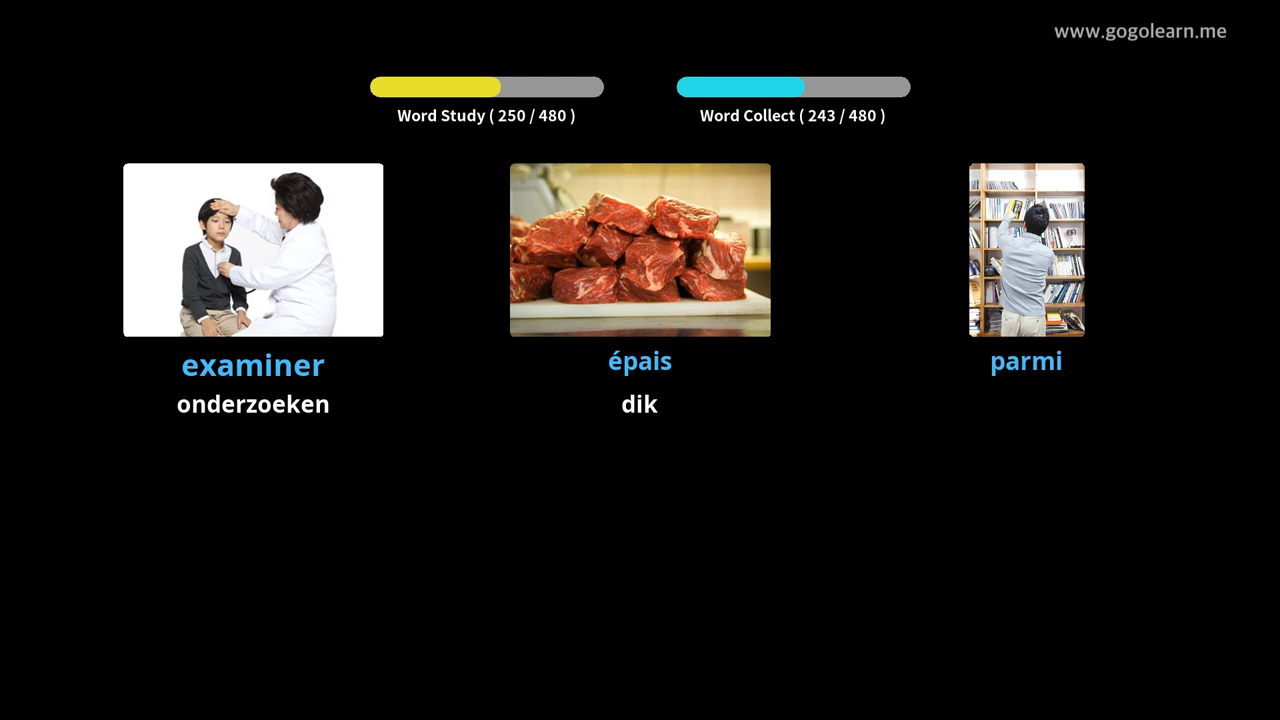 www.gogolearn.me
Word Study ( 250 / 480 )
Word Collect ( 243 / 480 )
examiner
onderzoeken
épais
dik
parmi